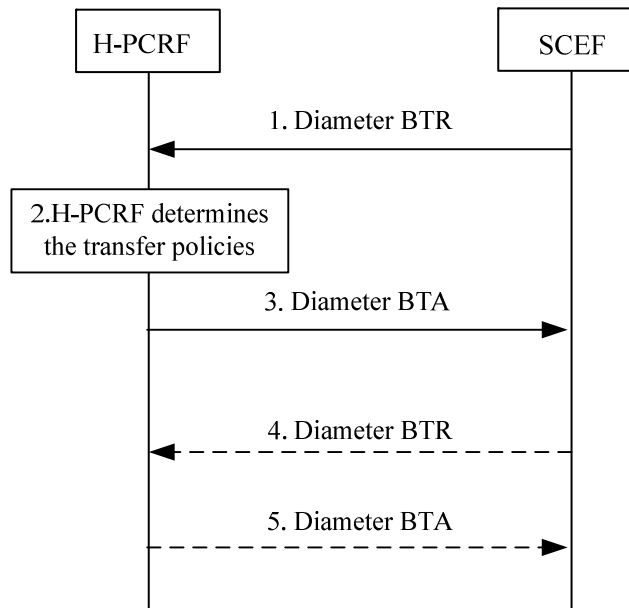 H-PCRF
SCEF
1. Diameter BTR
2.H-PCRF determines
the transfer policies
3. Diameter BTA
4. Diameter BTR
5. Diameter BTA